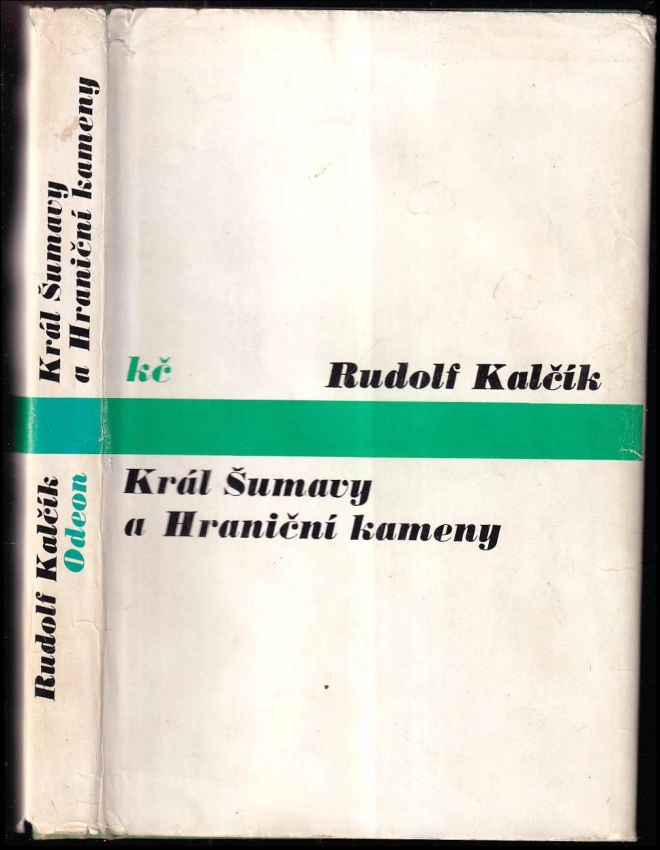 Král Šumavy
a Hraniční kameny
Rudolf Kalčík
Odeon
kč
Rudolf Kalčík
Král Šumavy
a Hraniční kameny